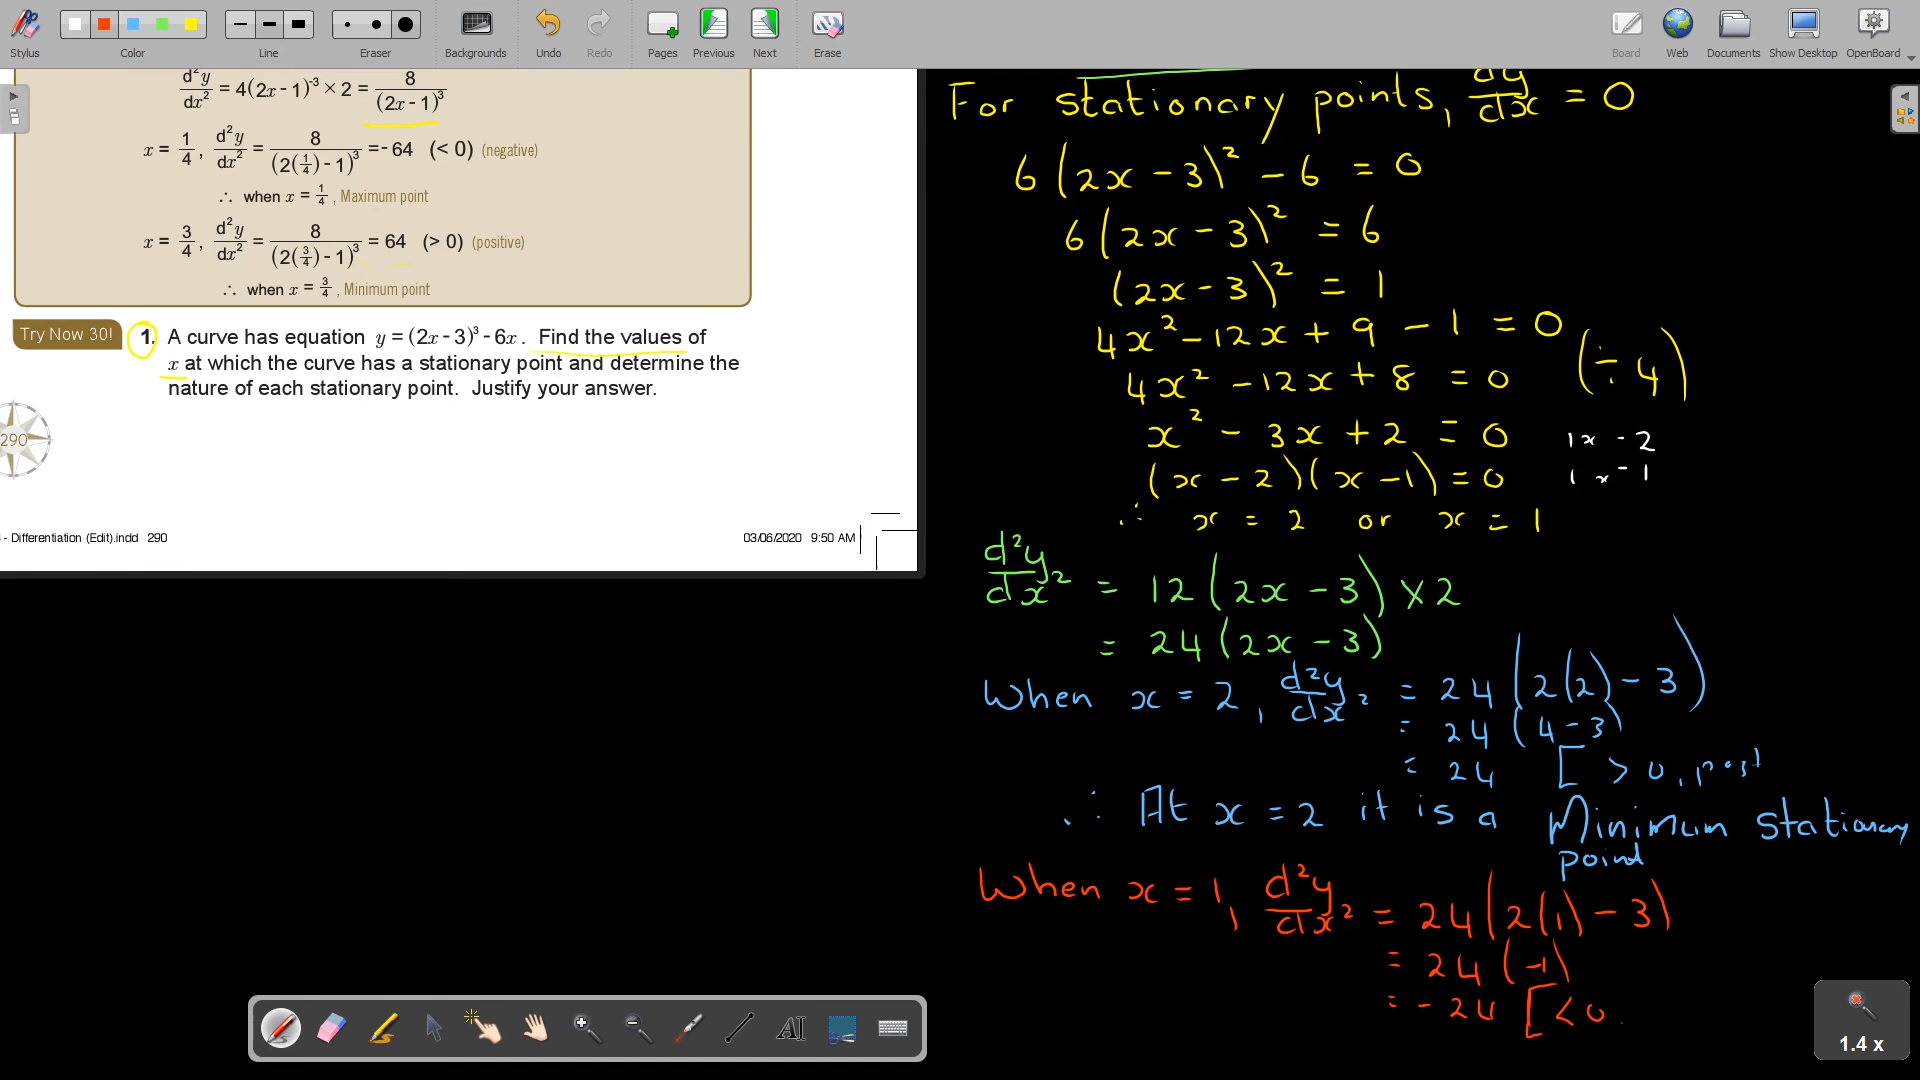 Stylus Color Line Eraser Backgrounds Undo Redo Pages Previous Next Erase Board Web Documents Show Desktop OpenBoard
d²y/dx² = 4(2x - 1)⁻³ × 2 = 8/(2x - 1)³
x = 1/4, d²y/dx² = 8/(2(1/4) - 1)³ = - 64 (< 0) (negative)
∴ when x = 1/4, Maximum point
x = 3/4, d²y/dx² = 8/(2(3/4) - 1)³ = 64 (> 0) (positive)
∴ when x = 3/4, Minimum point
Try Now 30! 1. A curve has equation y = (2x - 3)³ - 6x. Find the values of
x at which the curve has a stationary point and determine the
nature of each stationary point. Justify your answer.
290
- Differentiation (Edit).indd 290 03/06/2020 9:50 AM
For stationary points, dy/dx = 0
6(2x - 3)² - 6 = 0
6(2x - 3)² = 6
(2x - 3)² = 1
4x² - 12x + 9 - 1 = 0
4x² - 12x + 8 = 0 (÷ 4)
x² - 3x + 2 = 0 1x - 2
(x - 2)(x - 1) = 0 1x - 1
∴ x = 2 or x = 1
d²y/dx² = 12(2x - 3) × 2
= 24(2x - 3)
When x = 2, d²y/dx² = 24(2(2) - 3)
= 24(4 - 3)
= 24 [ > 0, posi
∴ At x = 2 it is a Minimum stationary
point
When x = 1, d²y/dx² = 24(2(1) - 3)
= 24(-1)
= - 24 [ < 0.
1.4 x